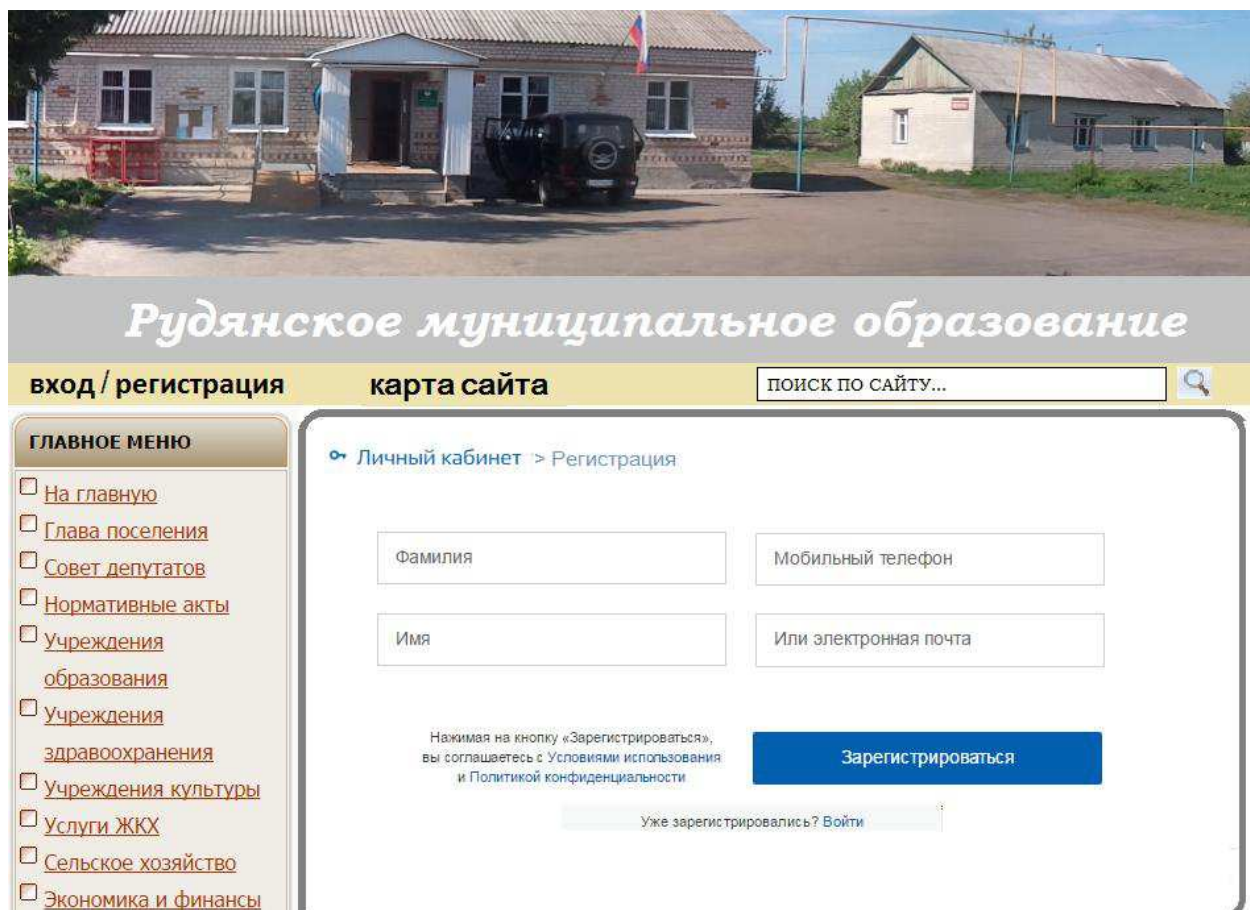 Рудянское муниципальное образование
вход / регистрация
карта сайта
ПОИСК ПО САЙТУ...
ГЛАВНОЕ МЕНЮ
На главную
Глава поселения
Совет депутатов
Нормативные акты
Учреждения
образования
Учреждения
здравоохранения
Учреждения культуры
Услуги ЖКХ
Сельское хозяйство
Экономика и финансы
Личный кабинет > Регистрация
Фамилия
Мобильный телефон
Имя
Или электронная почта
Нажимая на кнопку «Зарегистрироваться»,
вы соглашаетесь с Условиями использования
и Политикой конфиденциальности
Зарегистрироваться
Уже зарегистрировались? Войти